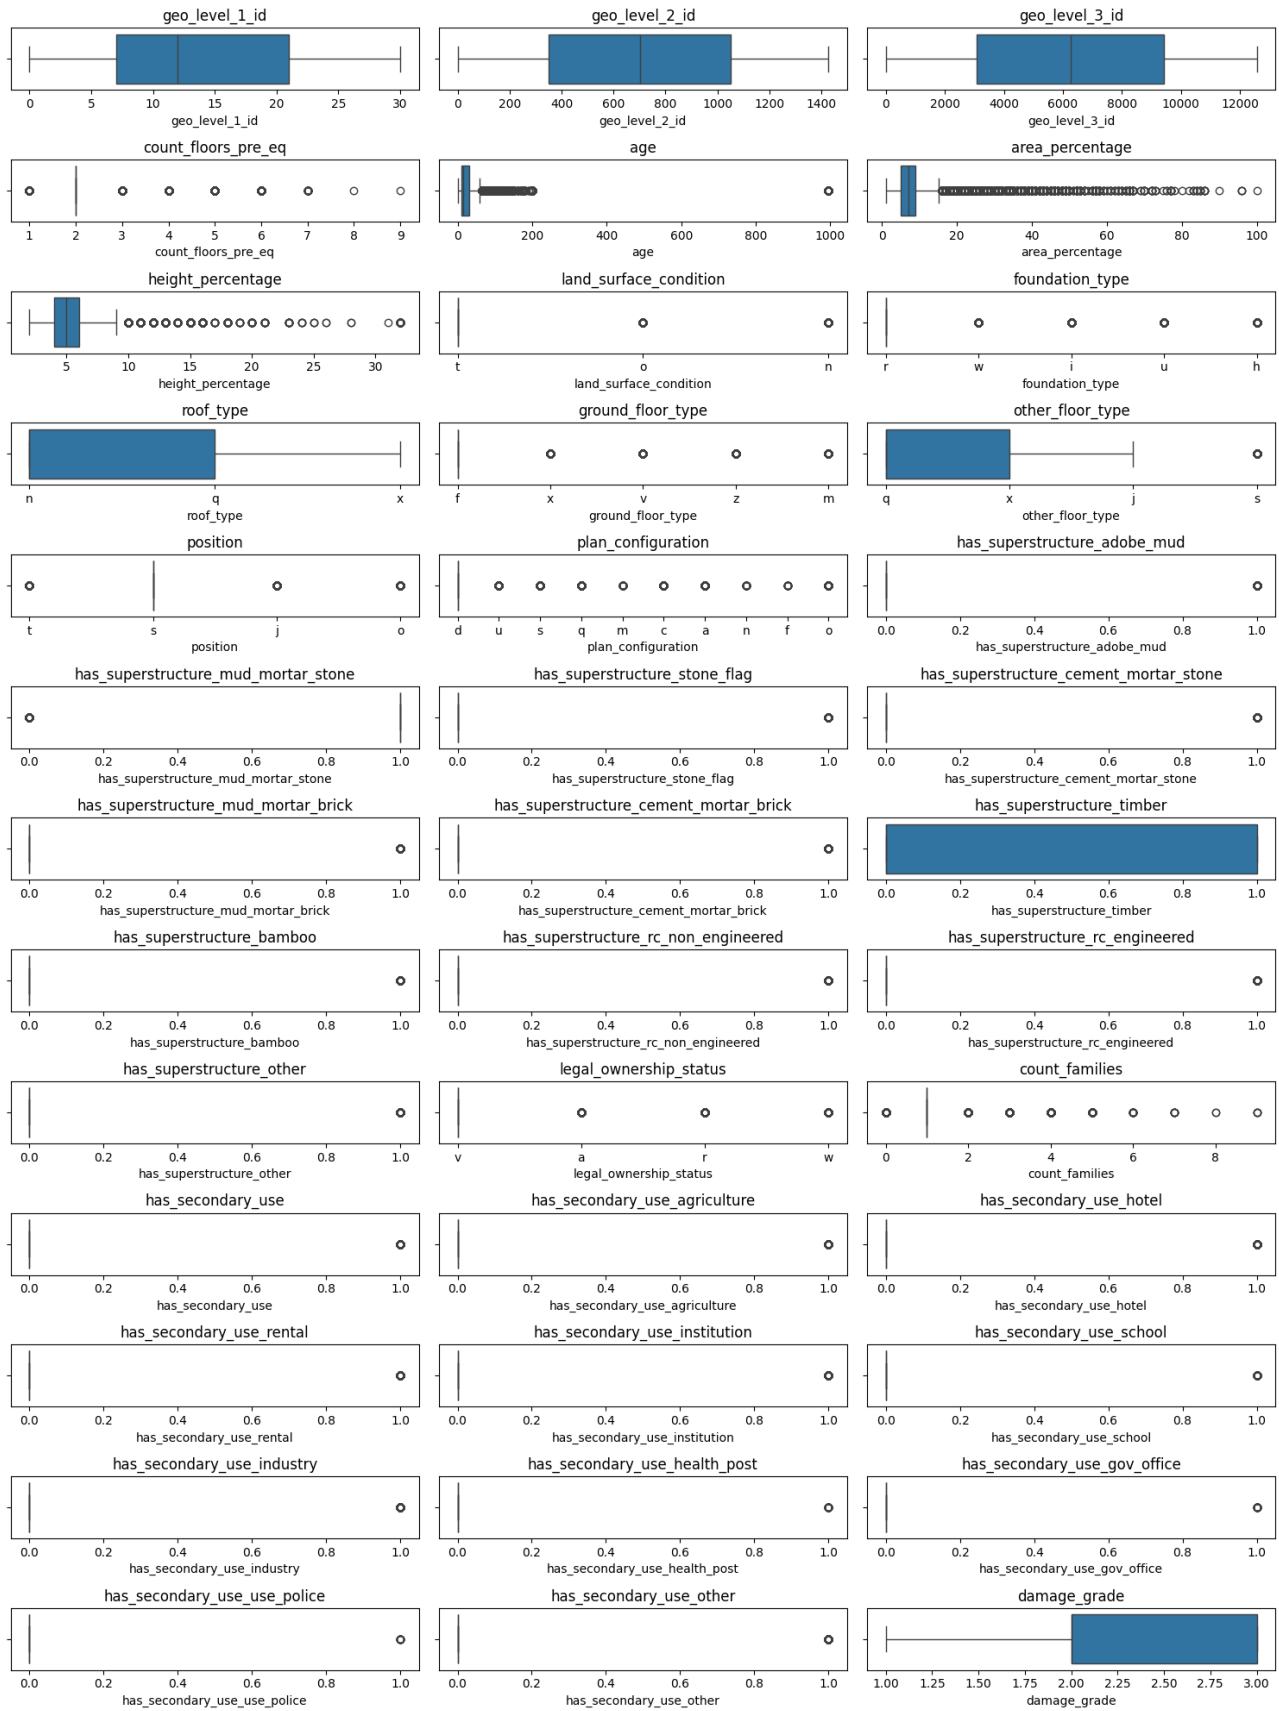 geo_level_1_id geo_level_2_id geo_level_3_id
0 5 10 15 20 25 30 0 200 400 600 800 1000 1200 1400 0 2000 4000 6000 8000 10000 12000
geo_level_1_id geo_level_2_id geo_level_3_id
count_floors_pre_eq age area_percentage
1 2 3 4 5 6 7 8 9 0 200 400 600 800 1000 0 20 40 60 80 100
count_floors_pre_eq age area_percentage
height_percentage land_surface_condition foundation_type
5 10 15 20 25 30 t o n r w i u h
height_percentage land_surface_condition foundation_type
roof_type ground_floor_type other_floor_type
n q x f x v z m q x j s
roof_type ground_floor_type other_floor_type
position plan_configuration has_superstructure_adobe_mud
t s j o d u s q m c a n f o 0.0 0.2 0.4 0.6 0.8 1.0
position plan_configuration has_superstructure_adobe_mud
has_superstructure_mud_mortar_stone has_superstructure_stone_flag has_superstructure_cement_mortar_stone
0.0 0.2 0.4 0.6 0.8 1.0 0.0 0.2 0.4 0.6 0.8 1.0 0.0 0.2 0.4 0.6 0.8 1.0
has_superstructure_mud_mortar_stone has_superstructure_stone_flag has_superstructure_cement_mortar_stone
has_superstructure_mud_mortar_brick has_superstructure_cement_mortar_brick has_superstructure_timber
0.0 0.2 0.4 0.6 0.8 1.0 0.0 0.2 0.4 0.6 0.8 1.0 0.0 0.2 0.4 0.6 0.8 1.0
has_superstructure_mud_mortar_brick has_superstructure_cement_mortar_brick has_superstructure_timber
has_superstructure_bamboo has_superstructure_rc_non_engineered has_superstructure_rc_engineered
0.0 0.2 0.4 0.6 0.8 1.0 0.0 0.2 0.4 0.6 0.8 1.0 0.0 0.2 0.4 0.6 0.8 1.0
has_superstructure_bamboo has_superstructure_rc_non_engineered has_superstructure_rc_engineered
has_superstructure_other legal_ownership_status count_families
0.0 0.2 0.4 0.6 0.8 1.0 v a r w 0 2 4 6 8
has_superstructure_other legal_ownership_status count_families
has_secondary_use has_secondary_use_agriculture has_secondary_use_hotel
0.0 0.2 0.4 0.6 0.8 1.0 0.0 0.2 0.4 0.6 0.8 1.0 0.0 0.2 0.4 0.6 0.8 1.0
has_secondary_use has_secondary_use_agriculture has_secondary_use_hotel
has_secondary_use_rental has_secondary_use_institution has_secondary_use_school
0.0 0.2 0.4 0.6 0.8 1.0 0.0 0.2 0.4 0.6 0.8 1.0 0.0 0.2 0.4 0.6 0.8 1.0
has_secondary_use_rental has_secondary_use_institution has_secondary_use_school
has_secondary_use_industry has_secondary_use_health_post has_secondary_use_gov_office
0.0 0.2 0.4 0.6 0.8 1.0 0.0 0.2 0.4 0.6 0.8 1.0 0.0 0.2 0.4 0.6 0.8 1.0
has_secondary_use_industry has_secondary_use_health_post has_secondary_use_gov_office
has_secondary_use_use_police has_secondary_use_other damage_grade
0.0 0.2 0.4 0.6 0.8 1.0 0.0 0.2 0.4 0.6 0.8 1.0 1.00 1.25 1.50 1.75 2.00 2.25 2.50 2.75 3.00
has_secondary_use_use_police has_secondary_use_other damage_grade